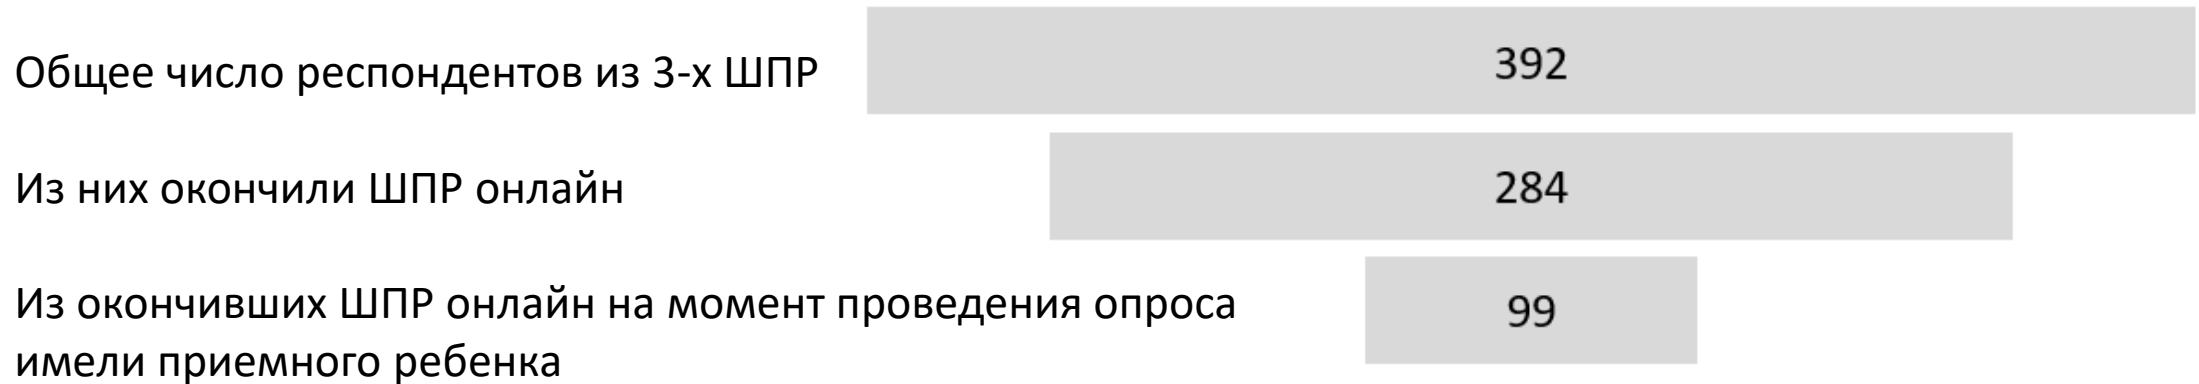 Общее число респондентов из 3-х ШПР
392
Из них окончили ШПР онлайн
284
Из окончивших ШПР онлайн на момент проведения опроса
имели приемного ребенка
99